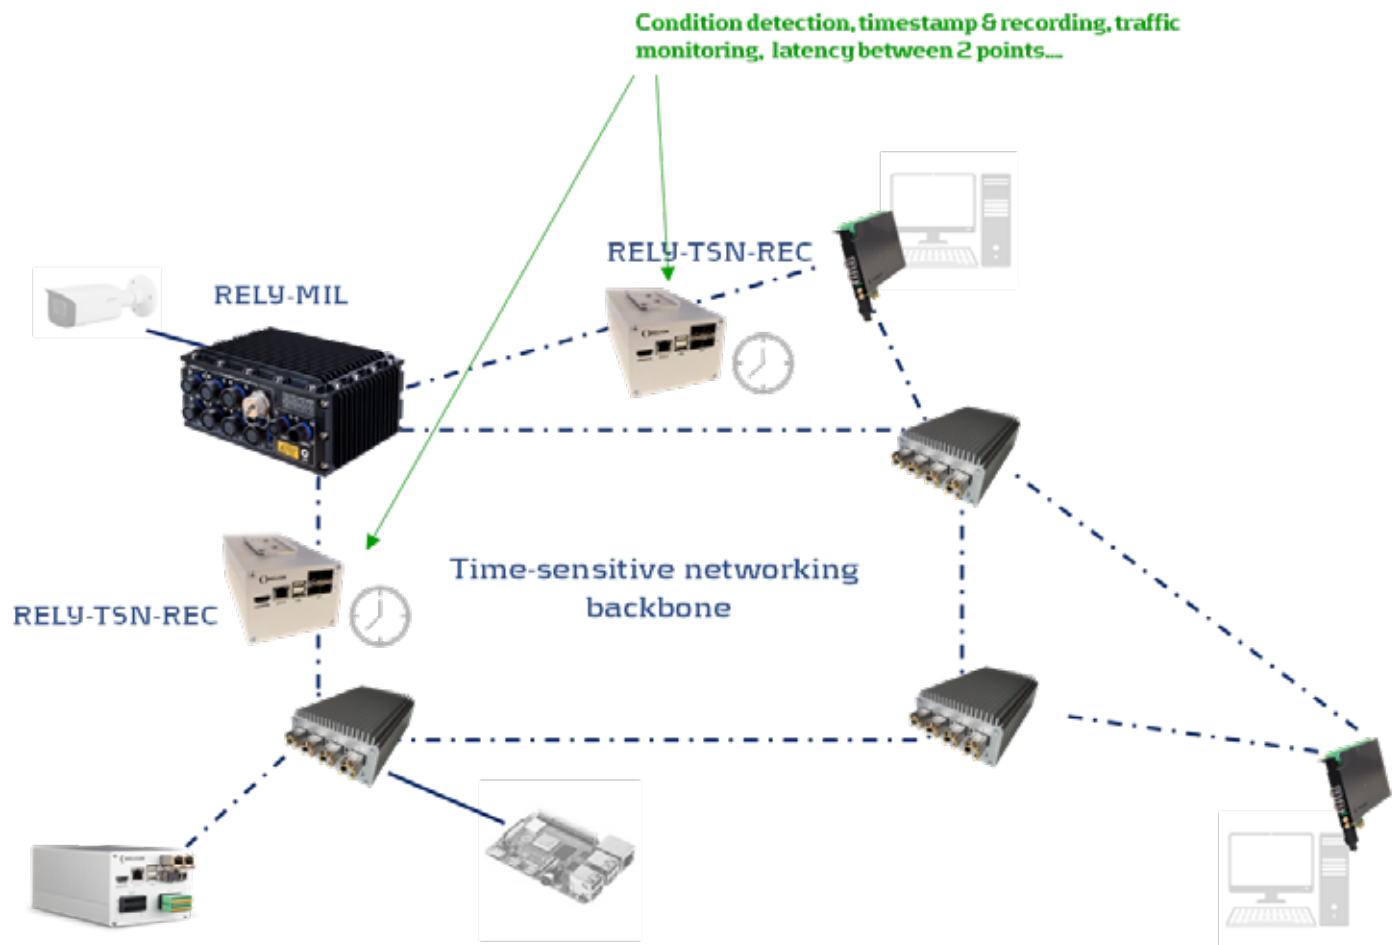 Condition detection, timestamp & recording, traffic
monitoring, latency between 2 points....
RELY-TSN-REC
RELY-MIL
Time-sensitive networking
backbone
RELY-TSN-REC